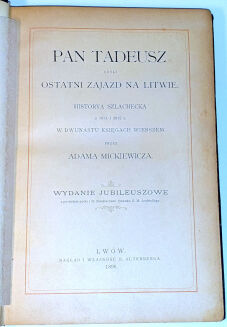 PAN TADEUSZ
CZYLI
OSTATNI ZAJAZD NA LITWIE.
HISTORYA SZLACHECKA
Z 1811 I 1812 R.
W DWUNASTU KSIĘGACH WIERSZEM
PRZEZ
ADAMA MICKIEWICZA.
WYDANIE JUBILEUSZOWE
LWÓW.
NAKŁAD I WŁASNOŚĆ H. ALTENBERGA.
1898.